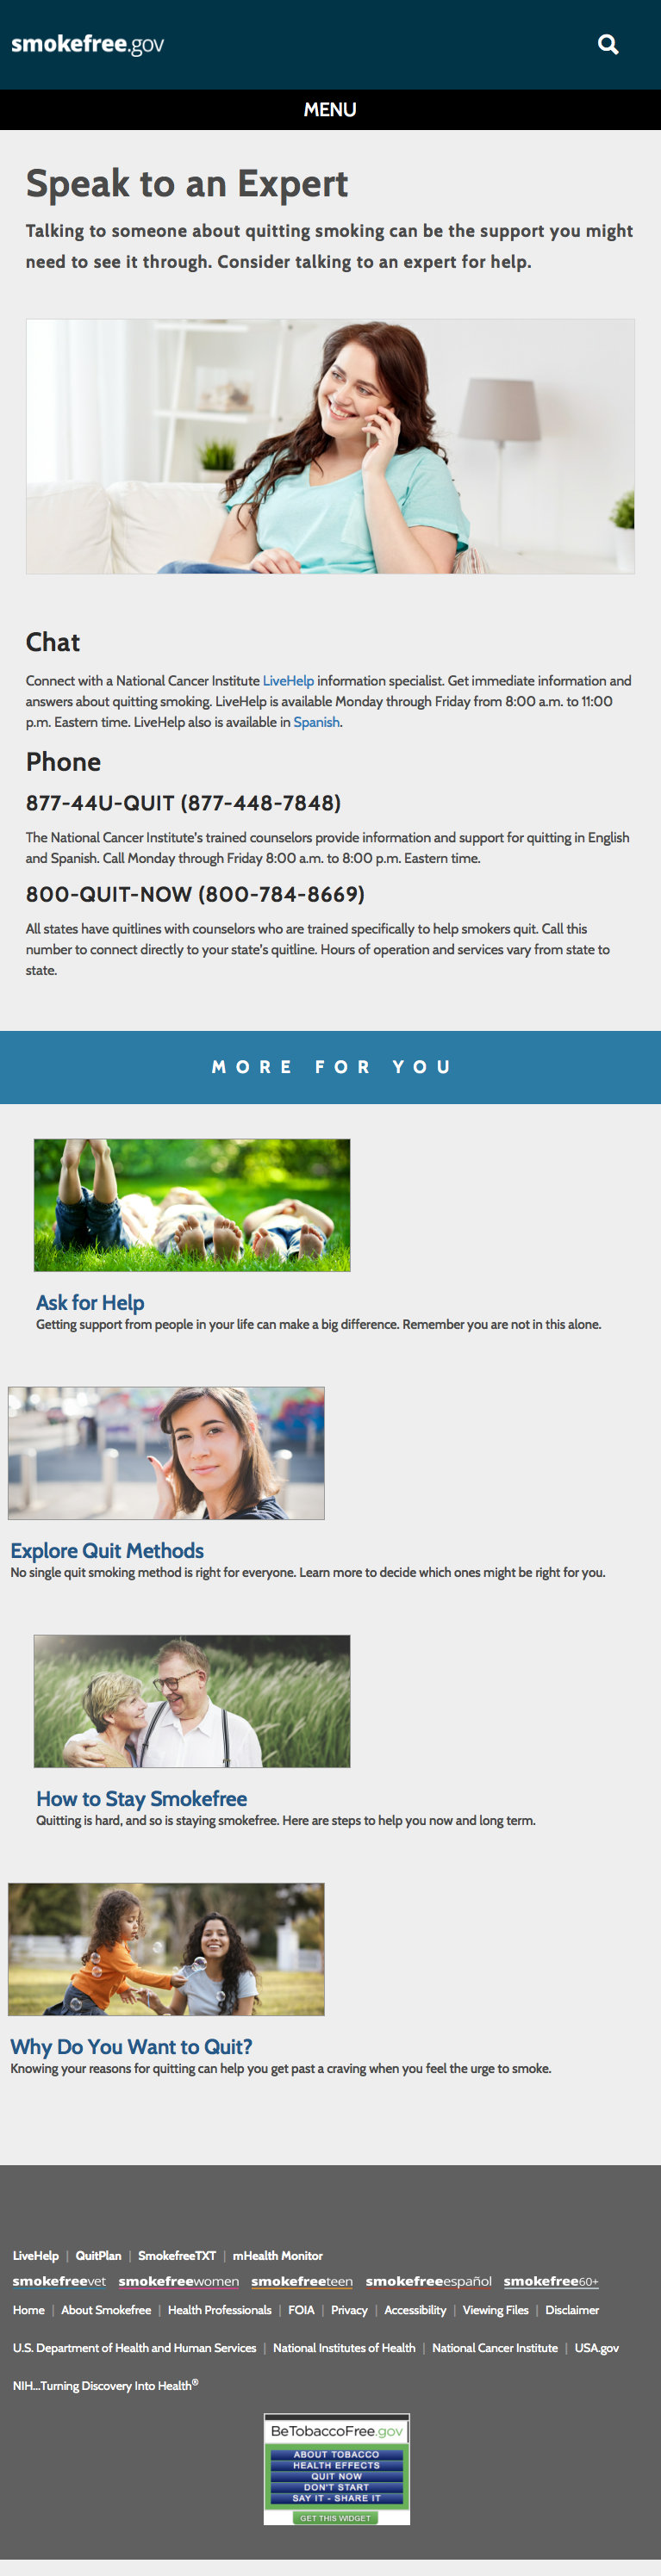 smokefree.gov
MENU
Speak to an Expert
Talking to someone about quitting smoking can be the support you might
need to see it through. Consider talking to an expert for help.
Chat
Connect with a National Cancer Institute LiveHelp information specialist. Get immediate information and
answers about quitting smoking. LiveHelp is available Monday through Friday from 8:00 a.m. to 11:00
p.m. Eastern time. LiveHelp also is available in Spanish.
Phone
877-44U-QUIT (877-448-7848)
The National Cancer Institute's trained counselors provide information and support for quitting in English
and Spanish. Call Monday through Friday 8:00 a.m. to 8:00 p.m. Eastern time.
800-QUIT-NOW (800-784-8669)
All states have quitlines with counselors who are trained specifically to help smokers quit. Call this
number to connect directly to your state's quitline. Hours of operation and services vary from state to
state.
MORE FOR YOU
Ask for Help
Getting support from people in your life can make a big difference. Remember you are not in this alone.
Explore Quit Methods
No single quit smoking method is right for everyone. Learn more to decide which ones might be right for you.
How to Stay Smokefree
Quitting is hard, and so is staying smokefree. Here are steps to help you now and long term.
Why Do You Want to Quit?
Knowing your reasons for quitting can help you get past a craving when you feel the urge to smoke.
LiveHelp | QuitPlan | SmokefreeTXT | mHealth Monitor
smokefreevet smokefreewomen smokefreeteen smokefreeespañol smokefree60+
Home | About Smokefree | Health Professionals | FOIA | Privacy | Accessibility | Viewing Files | Disclaimer
U.S. Department of Health and Human Services | National Institutes of Health | National Cancer Institute | USA.gov
NIH...Turning Discovery Into Health®
BeTobaccoFree.gov
ABOUT TOBACCO
HEALTH EFFECTS
QUIT NOW
DON'T START
SAY IT - SHARE IT
GET THIS WIDGET